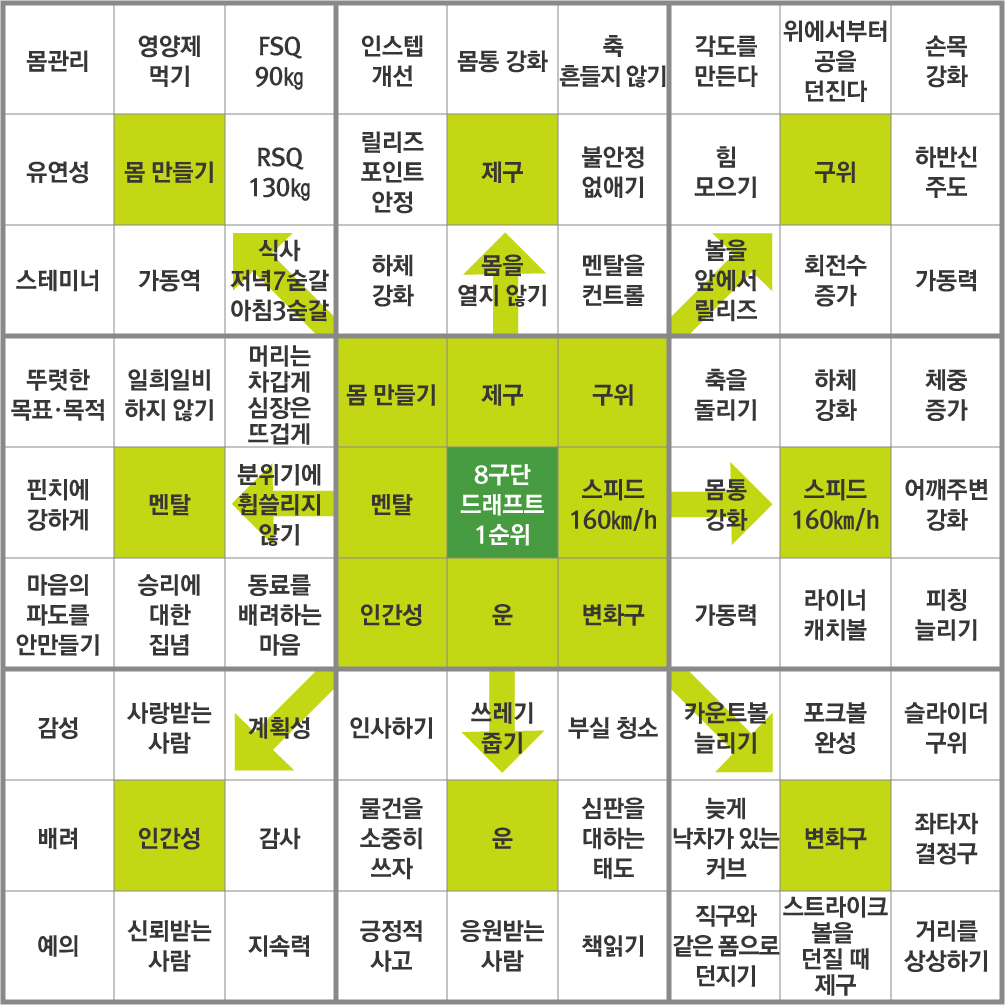 몸관리
영양제
먹기
FSQ
90㎏
인스텝
개선
몸통 강화
축
흔들지 않기
각도를
만든다
위에서부터
공을
던진다
손목
강화
유연성
몸 만들기
RSQ
130㎏
릴리즈
포인트
안정
제구
불안정
없애기
힘
모으기
구위
하반신
주도
스테미너
가동역
식사
저녁7숟갈
아침3숟갈
하체
강화
몸을
열지 않기
멘탈을
컨트롤
볼을
앞에서
릴리즈
회전수
증가
가동력
뚜렷한
목표·목적
일희일비
하지 않기
머리는
차갑게
심장은
뜨겁게
몸 만들기
제구
구위
축을
돌리기
하체
강화
체중
증가
핀치에
강하게
멘탈
분위기에
휩쓸리지
않기
멘탈
8구단
드래프트
1순위
스피드
160㎞/h
몸통
강화
스피드
160㎞/h
어깨주변
강화
마음의
파도를
안만들기
승리에
대한
집념
동료를
배려하는
마음
인간성
운
변화구
가동력
라이너
캐치볼
피칭
늘리기
감성
사랑받는
사람
계획성
인사하기
쓰레기
줍기
부실 청소
카운트볼
늘리기
포크볼
완성
슬라이더
구위
배려
인간성
감사
물건을
소중히
쓰자
운
심판을
대하는
태도
늦게
낙차가 있는
커브
변화구
좌타자
결정구
예의
신뢰받는
사람
지속력
긍정적
사고
응원받는
사람
책읽기
직구와
같은 폼으로
던지기
스트라이크
볼을
던질 때
제구
거리를
상상하기